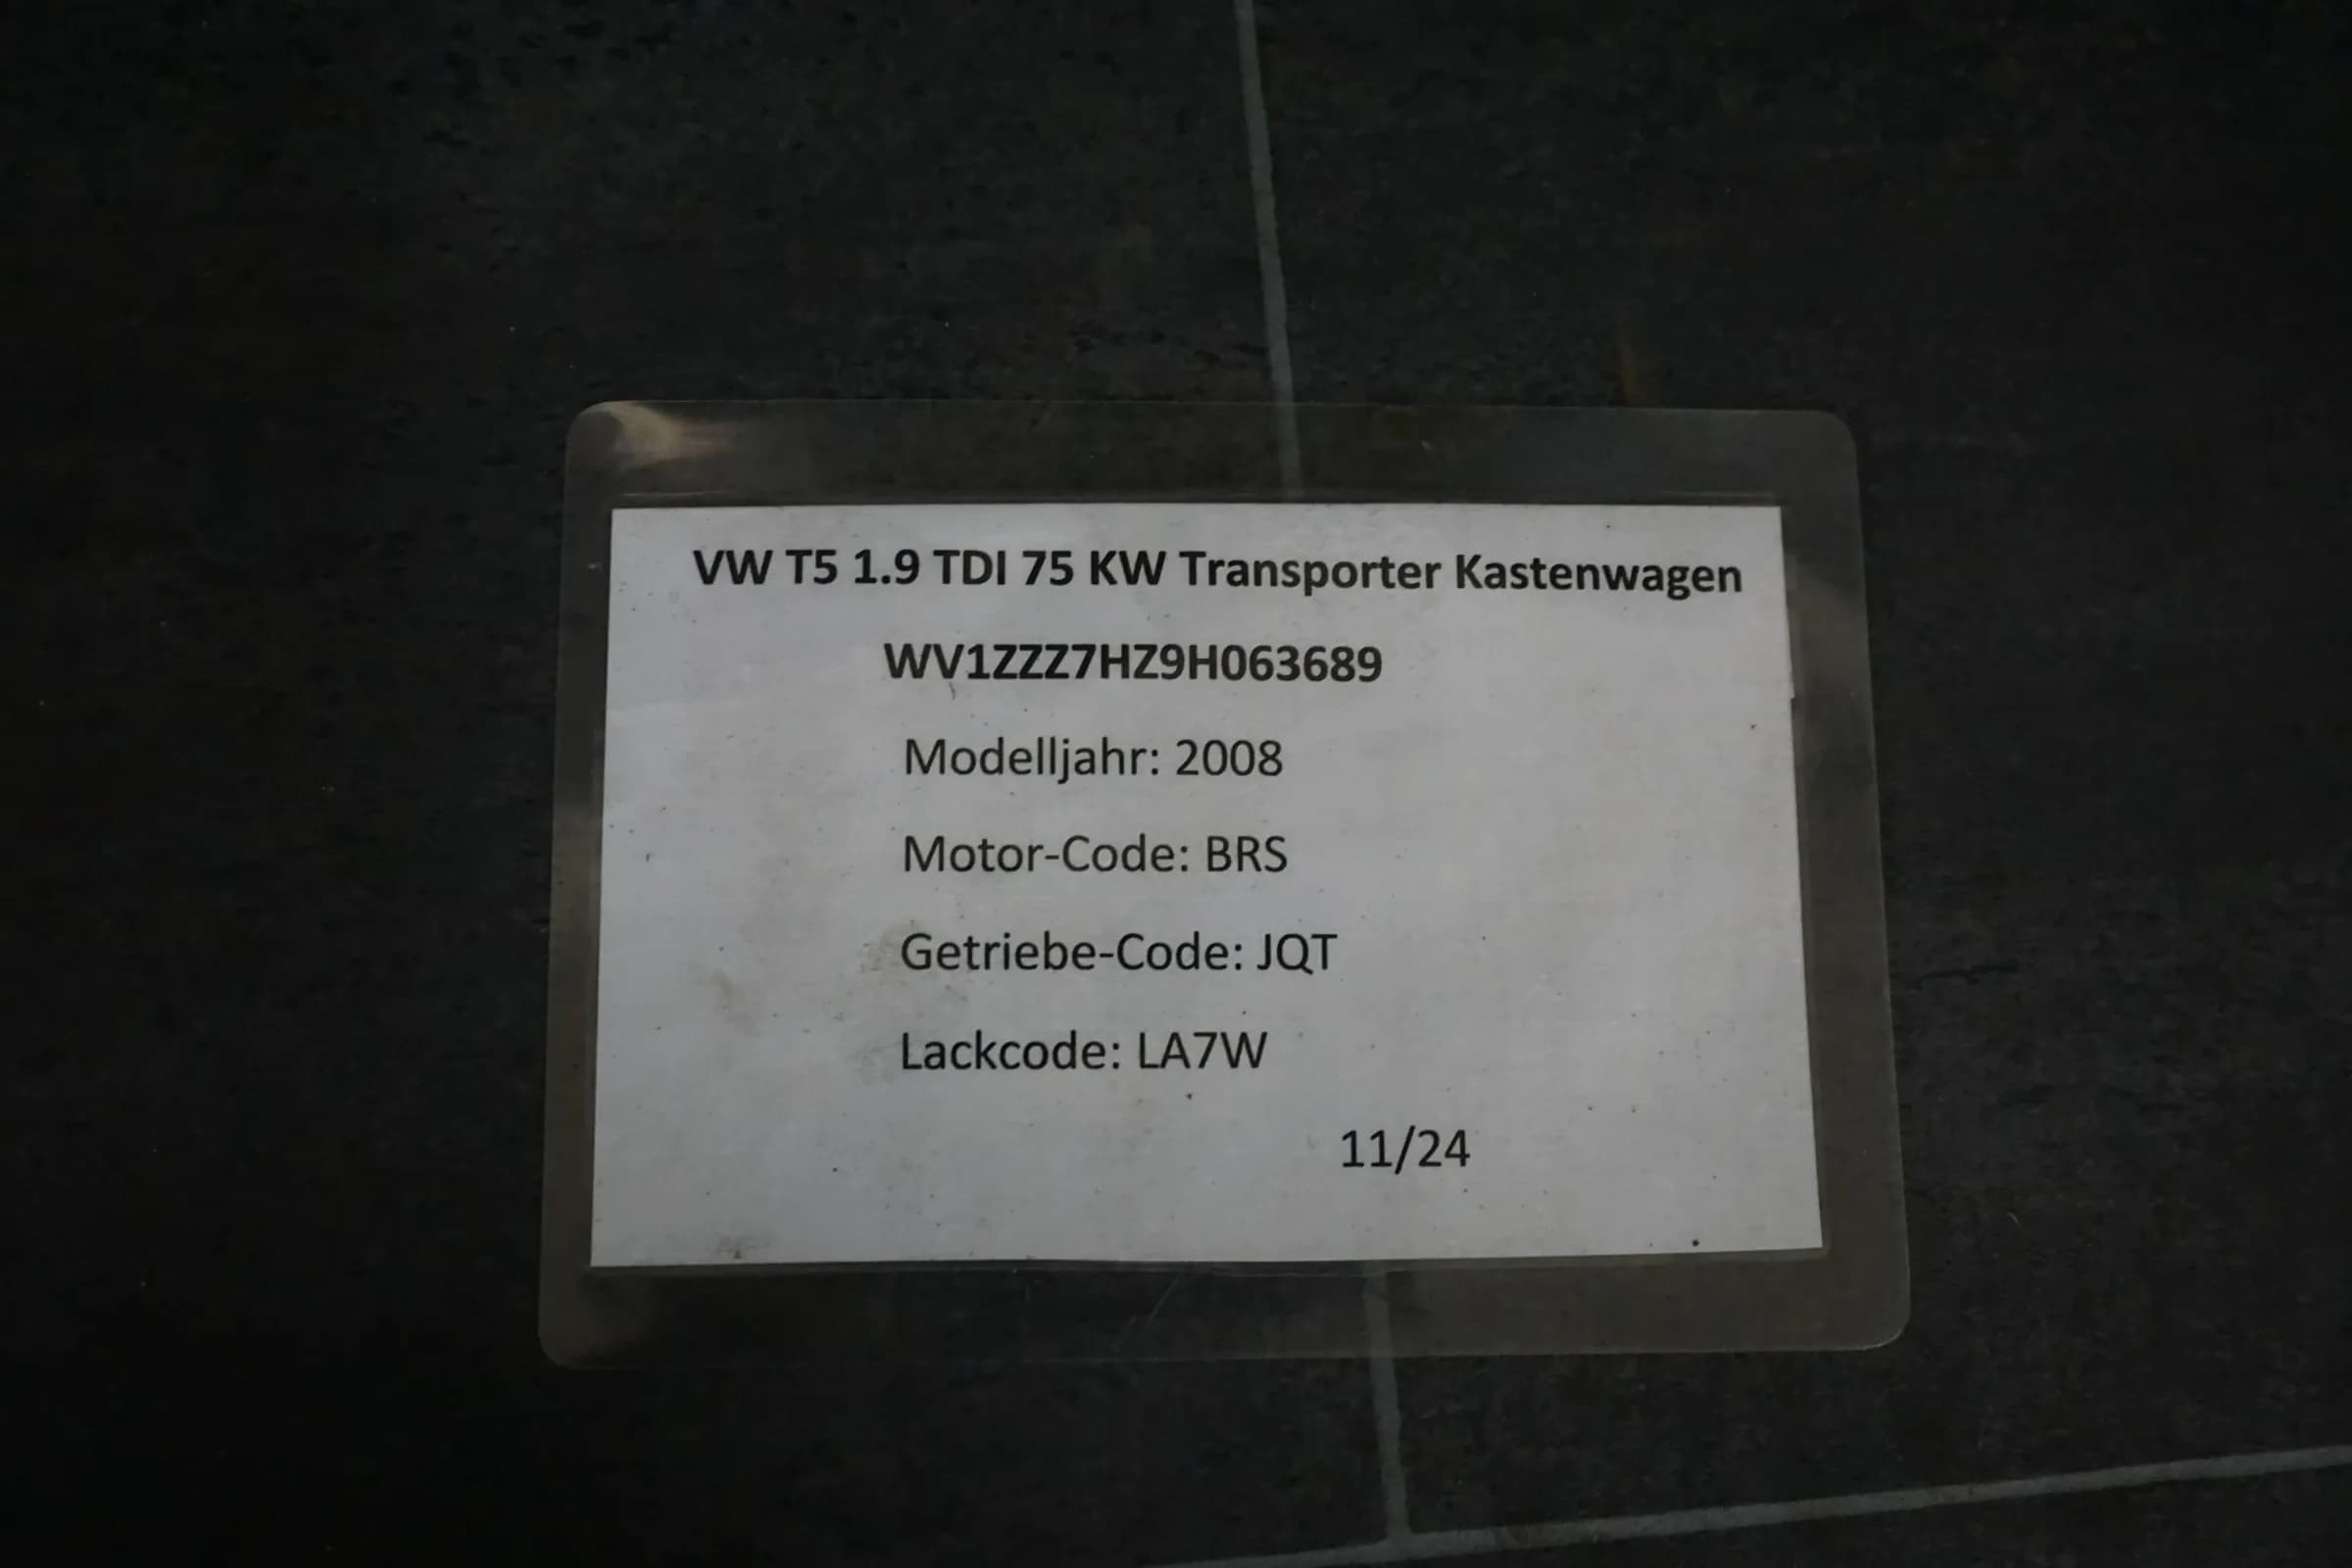 VW T5 1.9 TDI 75 KW Transporter Kastenwagen
WV1ZZZ7HZ9H063689
Modelljahr: 2008
Motor-Code: BRS
Getriebe-Code: JQT
Lackcode: LA7W
11/24